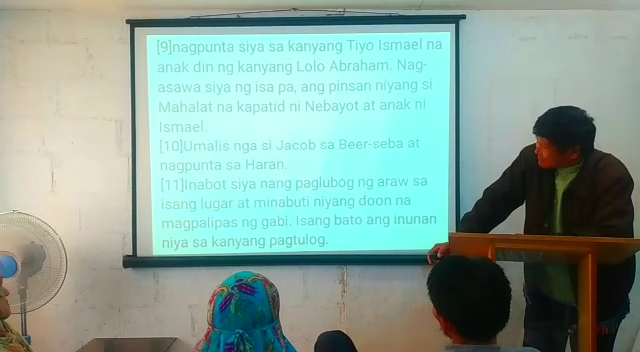 [9]nagpunta siya sa kanyang Tiyo Ismael na
anak din ng kanyang Lolo Abraham. Nag-
asawa siya ng isa pa, ang pinsan niyang si
Mahalat na kapatid ni Nebayot at anak ni
Ismael.
[10]Umalis nga si Jacob sa Beer-seba at
nagpunta sa Haran.
[11]Inabot siya nang paglubog ng araw sa
isang lugar at minabuti niyang doon na
magpalipas ng gabi. Isang bato ang inunan
niya sa kanyang pagtulog.